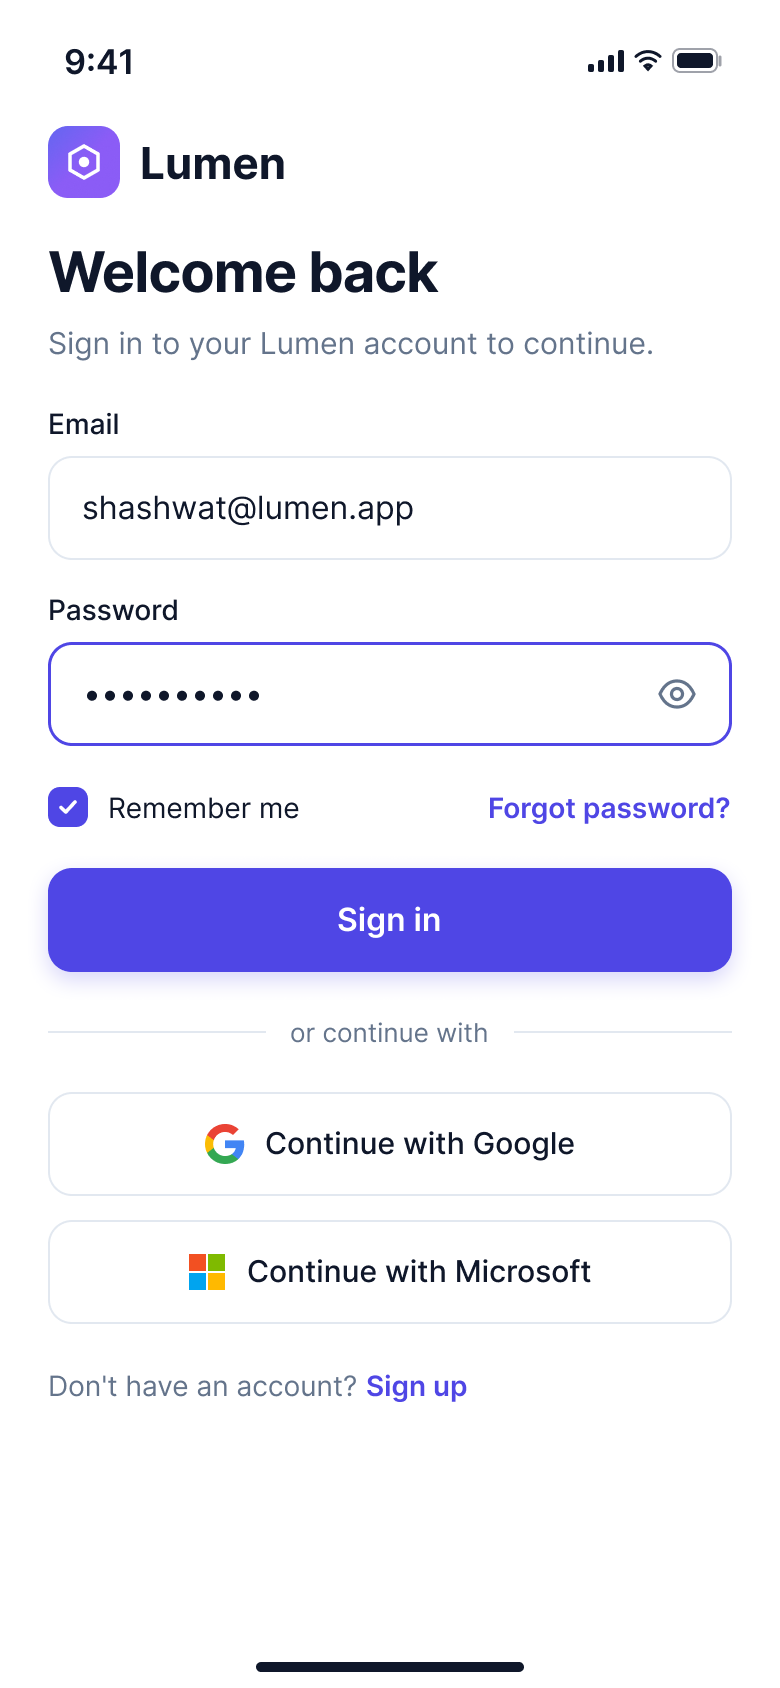 9:41
Lumen
Welcome back
Sign in to your Lumen account to continue.
Email
shashwat@lumen.app
Password
••••••••••
Remember me
Forgot password?
Sign in
or continue with
Continue with Google
Continue with Microsoft
Don't have an account? Sign up